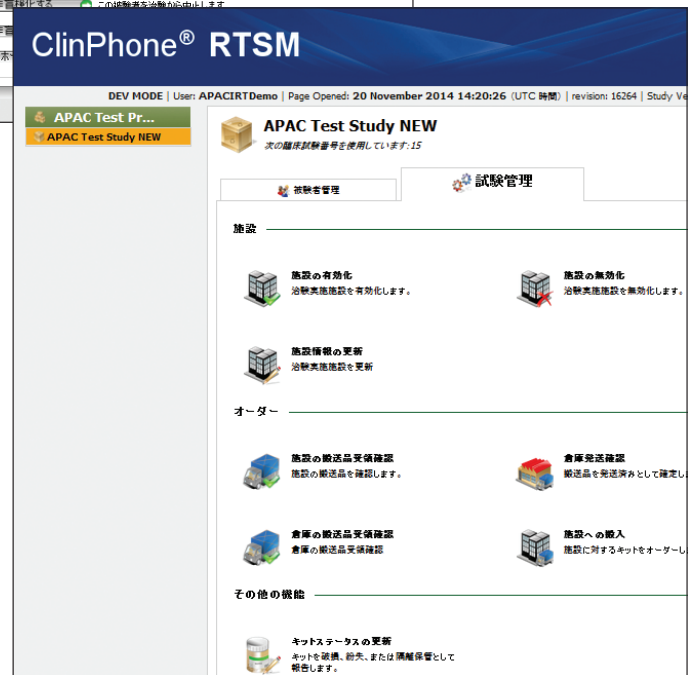 この被験者を治験から中止します
ClinPhone® RTSM
DEV MODE | User: APACIRTDemo | Page Opened: 20 November 2014 14:20:26 (UTC 時間) | revision: 16264 | Study Ve
APAC Test Pr...
APAC Test Study NEW
APAC Test Study NEW
次の臨床試験番号を使用しています:15
被験者管理
試験管理
施設
施設の有効化
治験実施施設を有効化します。
施設の無効化
治験実施施設を無効化します。
施設情報の更新
治験実施施設を更新
オーダー
施設の搬送品受領確認
施設の搬送品を確認します。
倉庫発送確認
搬送品を発送済みとして確定し
倉庫の搬送品受領確認
倉庫の搬送品受領確認
施設への搬入
施設に対するキットをオーダーし
その他の機能
キットステータスの更新
キットを破損、紛失、または隔離保管として
報告します。